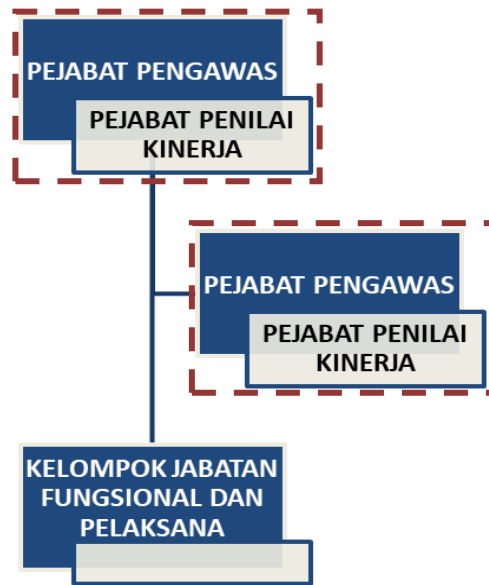 PEJABAT PENGAWAS
PEJABAT PENILAI
KINERJA
PEJABAT PENGAWAS
PEJABAT PENILAI
KINERJA
KELOMPOK JABATAN
FUNGSIONAL DAN
PELAKSANA